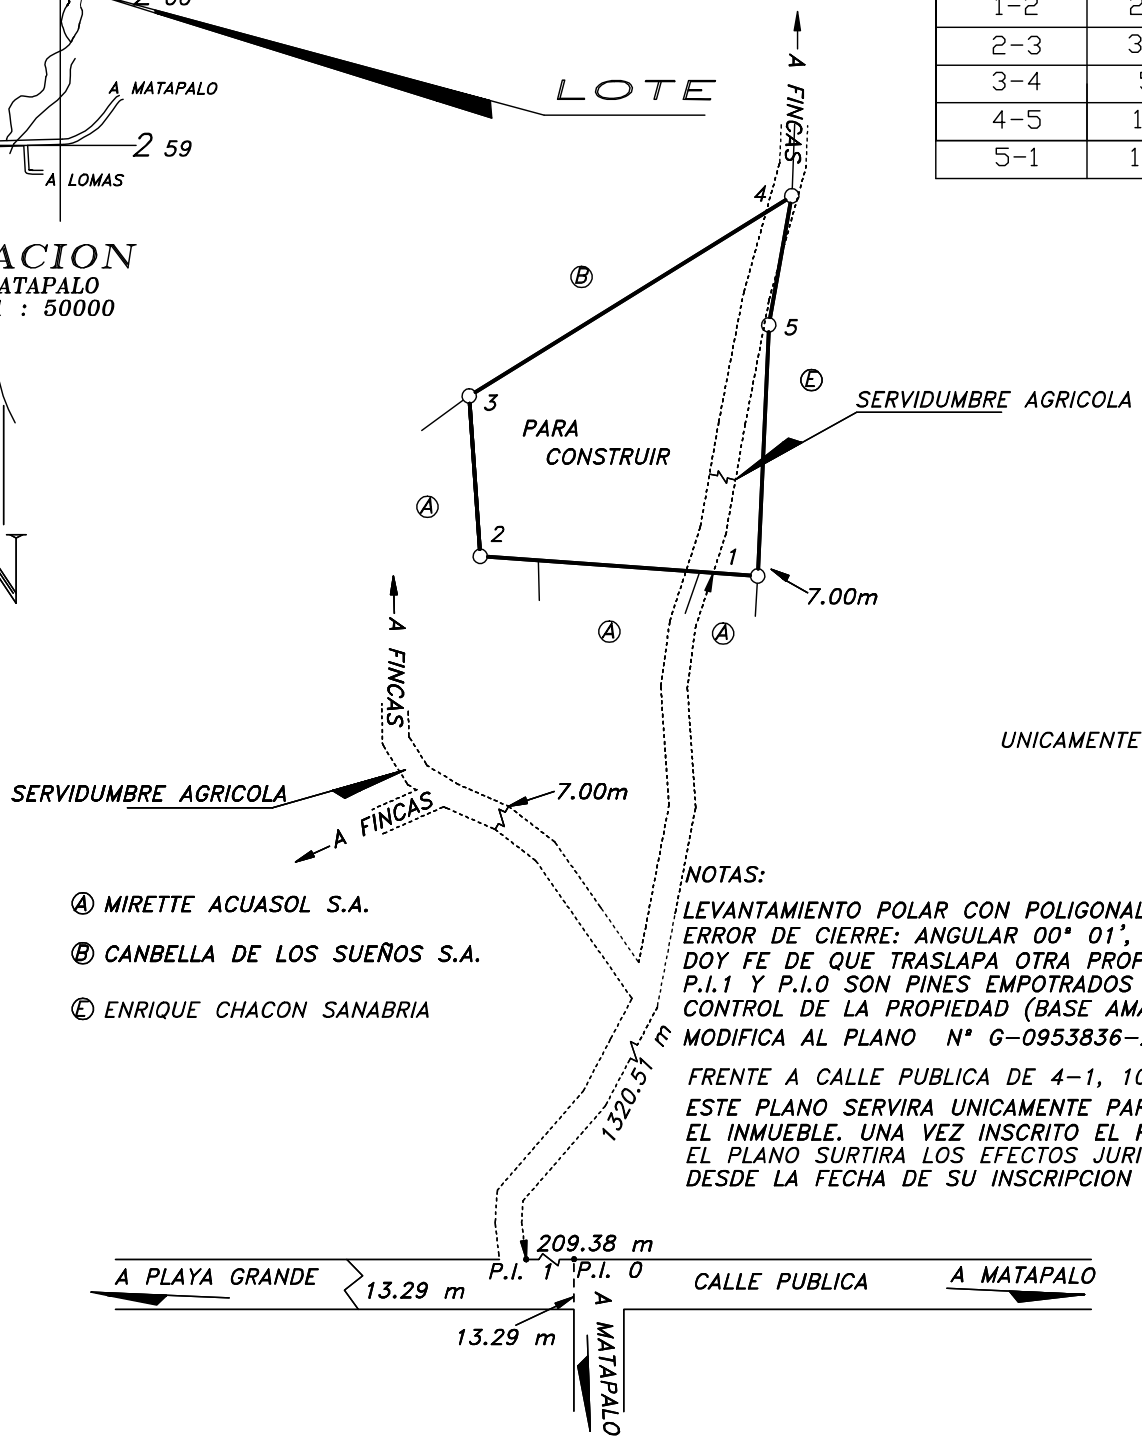 LOTE
1-2
2-3 3
3-4 5
4-5 1
5-1 1
A MATAPALO
2 59
A LOMAS
ACION
ATAPALO
: 50000
A FINCAS
4
B
5
E
3
SERVIDUMBRE AGRICOLA
PARA
CONSTRUIR
A
2
1
7.00m
A
A
A FINCAS
UNICAMENTE
SERVIDUMBRE AGRICOLA
7.00m
A FINCAS
A MIRETTE ACUASOL S.A.
B CANBELLA DE LOS SUEÑOS S.A.
E ENRIQUE CHACON SANABRIA
NOTAS:
LEVANTAMIENTO POLAR CON POLIGONAL
ERROR DE CIERRE: ANGULAR 00° 01',
DOY FE DE QUE TRASLAPA OTRA PROP
P.I.1 Y P.I.0 SON PINES EMPOTRADOS
CONTROL DE LA PROPIEDAD (BASE AMA
MODIFICA AL PLANO N° G-0953836-
FRENTE A CALLE PUBLICA DE 4-1, 10
ESTE PLANO SERVIRA UNICAMENTE PAR
EL INMUEBLE. UNA VEZ INSCRITO EL
EL PLANO SURTIRA LOS EFECTOS JURI
DESDE LA FECHA DE SU INSCRIPCION
1320.51 m
209.38 m
P.I. 1 P.I. 0
A PLAYA GRANDE
13.29 m
CALLE PUBLICA
A MATAPALO
13.29 m
A MATAPALO